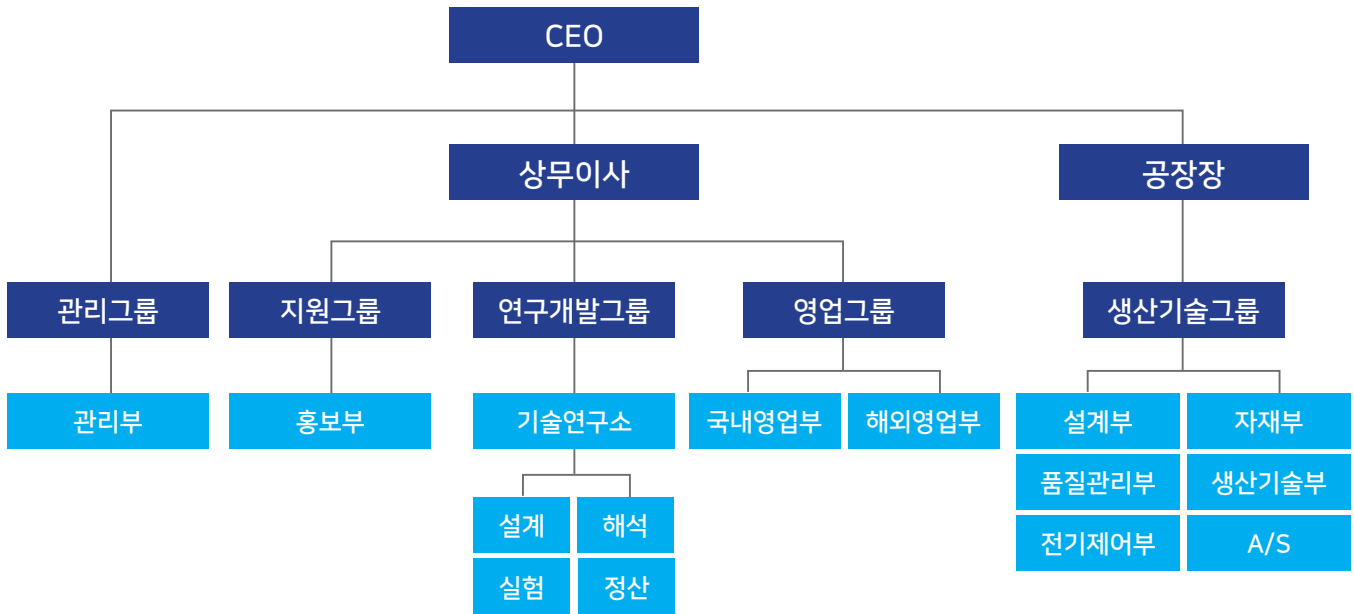 CEO
상무이사
공장장
관리그룹
지원그룹
연구개발그룹
영업그룹
생산기술그룹
관리부
홍보부
기술연구소
국내영업부
해외영업부
설계부
자재부
품질관리부
생산기술부
설계
해석
전기제어부
A/S
실험
정산